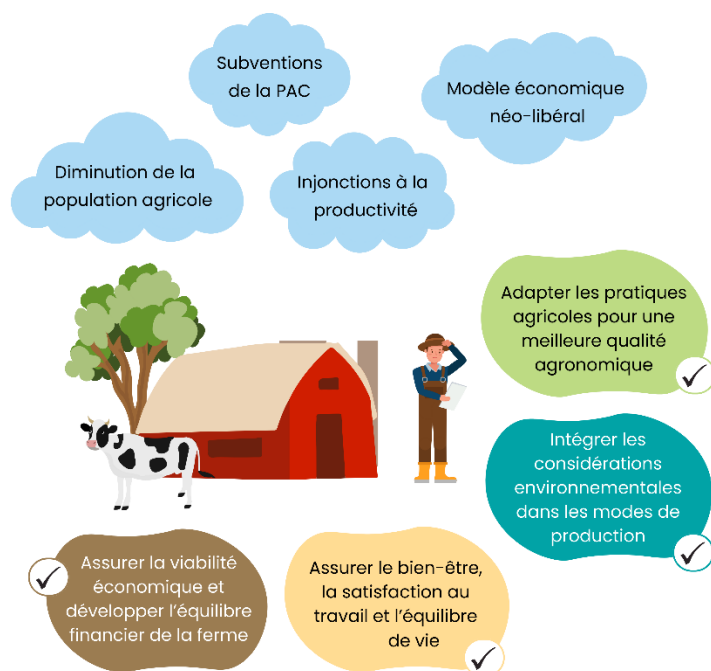 Subventions
de la PAC
Modèle économique
néo-libéral
Diminution de la
population agricole
Injonctions à la
productivité
Adapter les pratiques
agricoles pour une
meilleure qualité
agronomique
Intégrer les
considérations
environnementales
dans les modes de
production
Assurer la viabilité
économique et
développer l'équilibre
financier de la ferme
Assurer le bien-être,
la satisfaction au
travail et l'équilibre
de vie